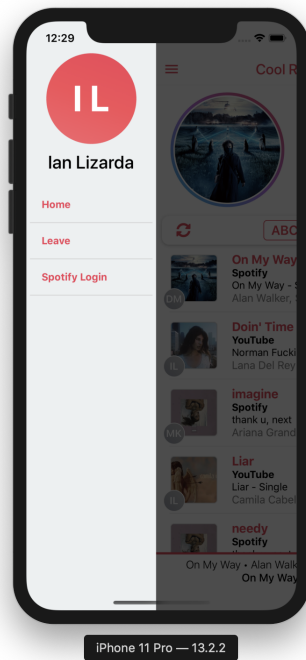 12:29
IL
Ian Lizarda
Home
Leave
Spotify Login
Cool R
ABC
On My Way
Spotify
On My Way - S
Alan Walker,
OM
Doin' Time
YouTube
Norman Fucki
Lana Del Rey
IL
imagine
Spotify
thank u, next
Ariana Grand
MK
Liar
YouTube
Liar - Single
Camila Cabel
IL
needy
Spotify
On My Way • Alan Walk
On My Way
iPhone 11 Pro — 13.2.2